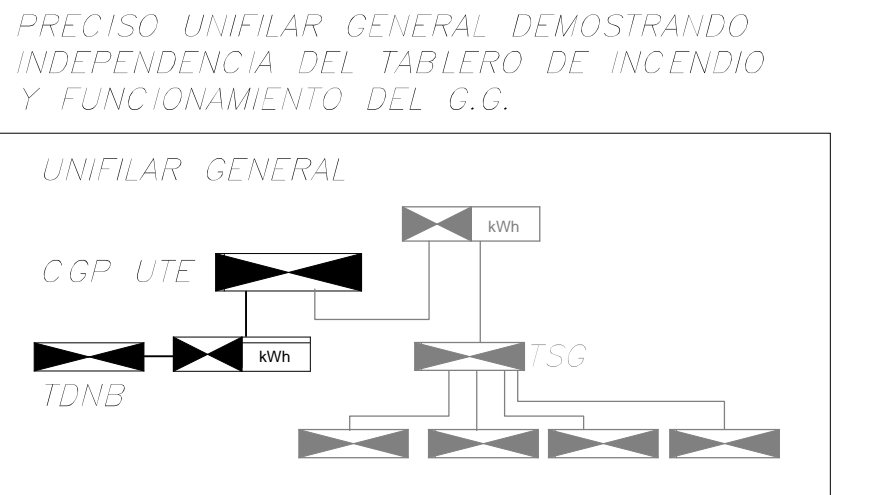 PRECISO UNIFILAR GENERAL DEMOSTRANDO
INDEPENDENCIA DEL TABLERO DE INCENDIO
Y FUNCIONAMIENTO DEL G.G.
UNIFILAR GENERAL
kWh
CGP UTE
kWh
TSG
TDNB